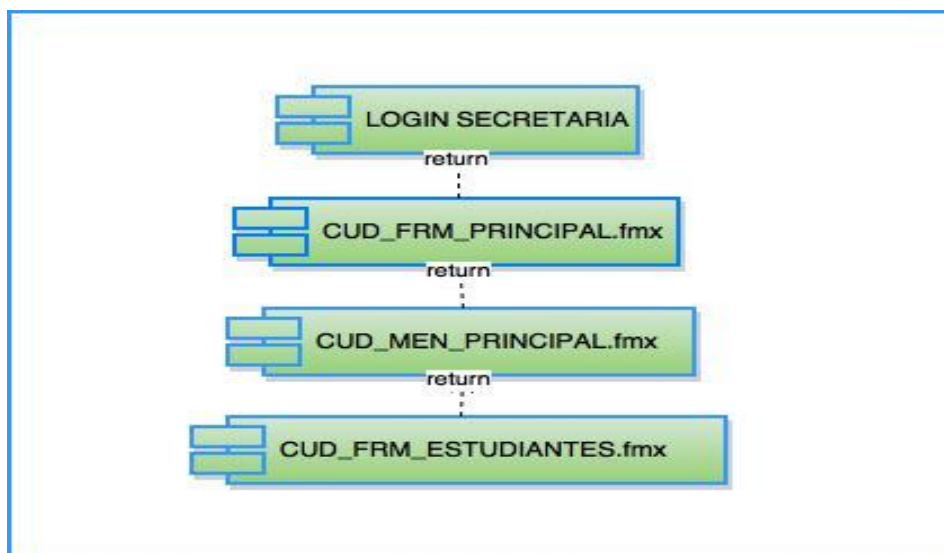 LOGIN SECRETARIA
return
CUD_FRM_PRINCIPAL.fmx
return
CUD_MEN_PRINCIPAL.fmx
return
CUD_FRM_ESTUDIANTES.fmx